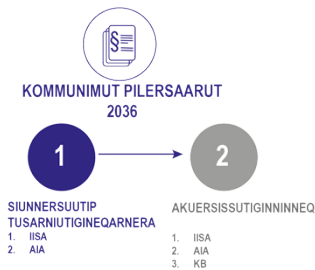 §
KOMMUNIMUT PILERSAARUT
2036
1
2
SIUNNERSUUTIP
TUSARNIUTIGINEQARNERA
1. IISA
2. AIA
AKUERSISSUTIGINNINNEQ
1. IISA
2. AIA
3. KB